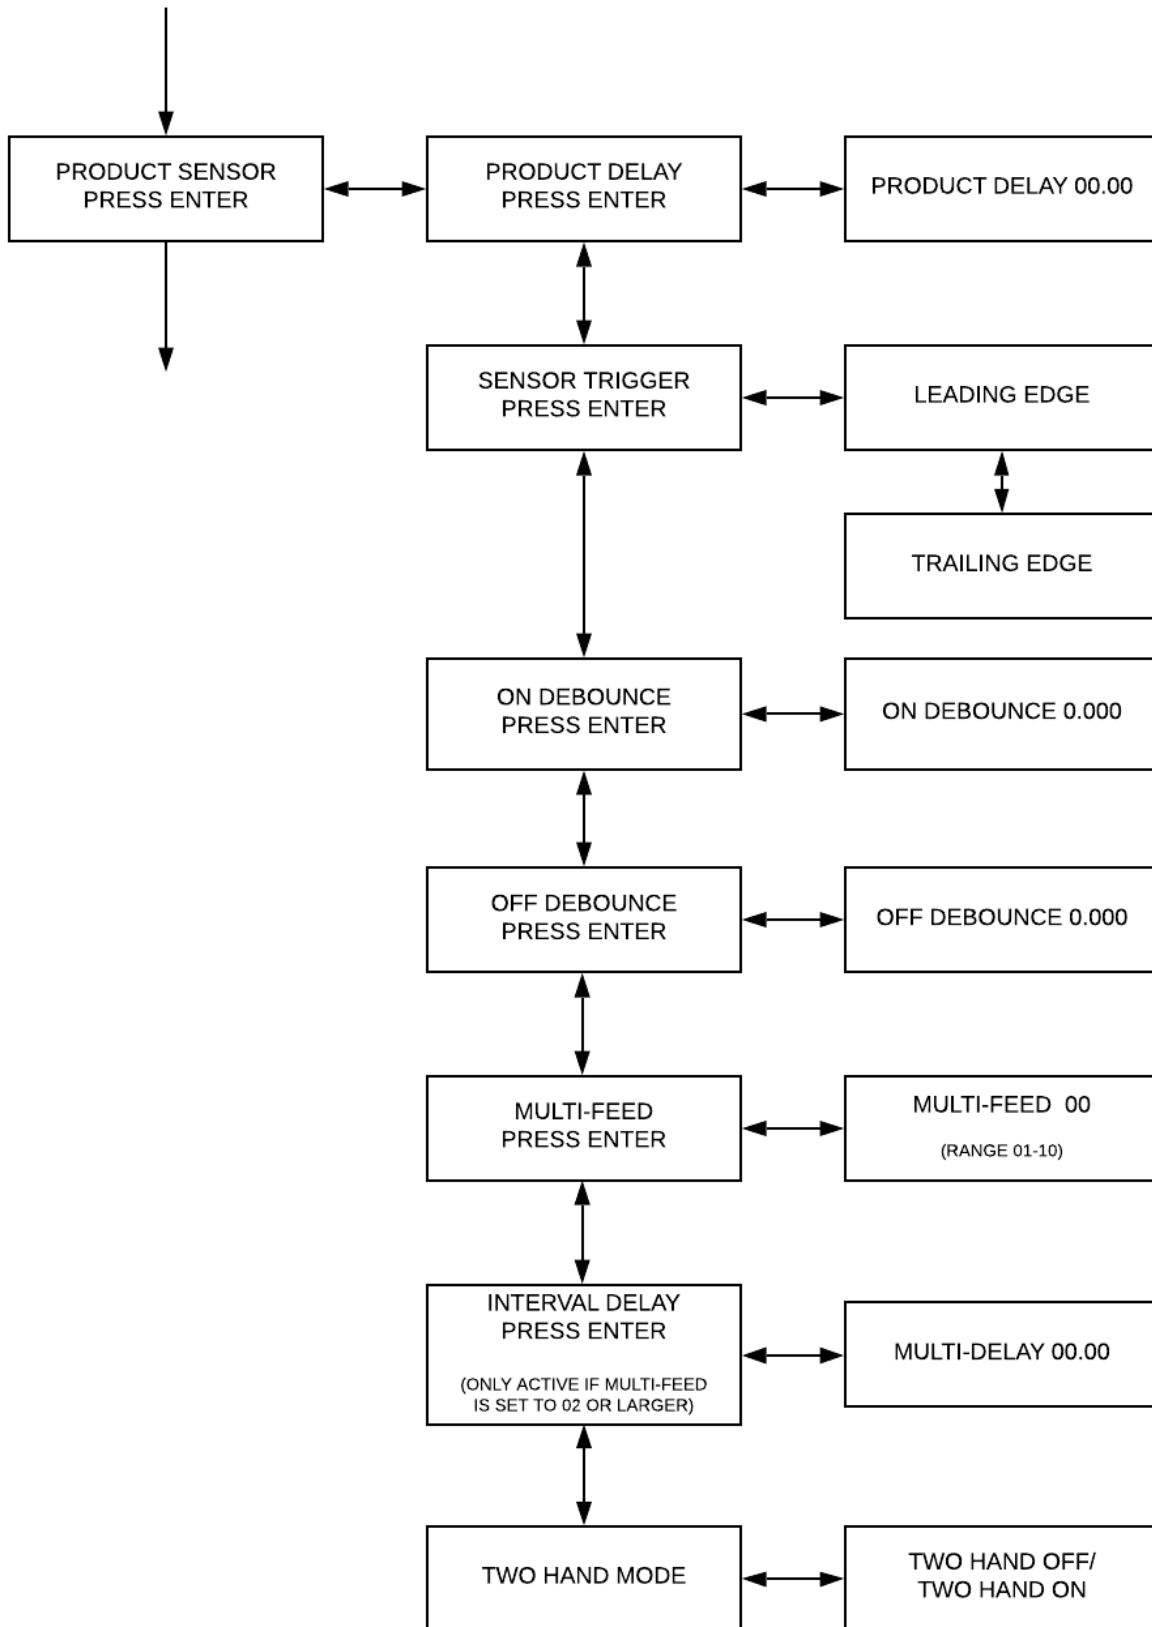 PRODUCT SENSOR
PRESS ENTER
PRODUCT DELAY
PRESS ENTER
PRODUCT DELAY 00.00
SENSOR TRIGGER
PRESS ENTER
LEADING EDGE
TRAILING EDGE
ON DEBOUNCE
PRESS ENTER
ON DEBOUNCE 0.000
OFF DEBOUNCE
PRESS ENTER
OFF DEBOUNCE 0.000
MULTI-FEED
PRESS ENTER
MULTI-FEED  00
(RANGE 01-10)
INTERVAL DELAY
PRESS ENTER
(ONLY ACTIVE IF MULTI-FEED
IS SET TO 02 OR LARGER)
MULTI-DELAY 00.00
TWO HAND MODE
TWO HAND OFF/
TWO HAND ON